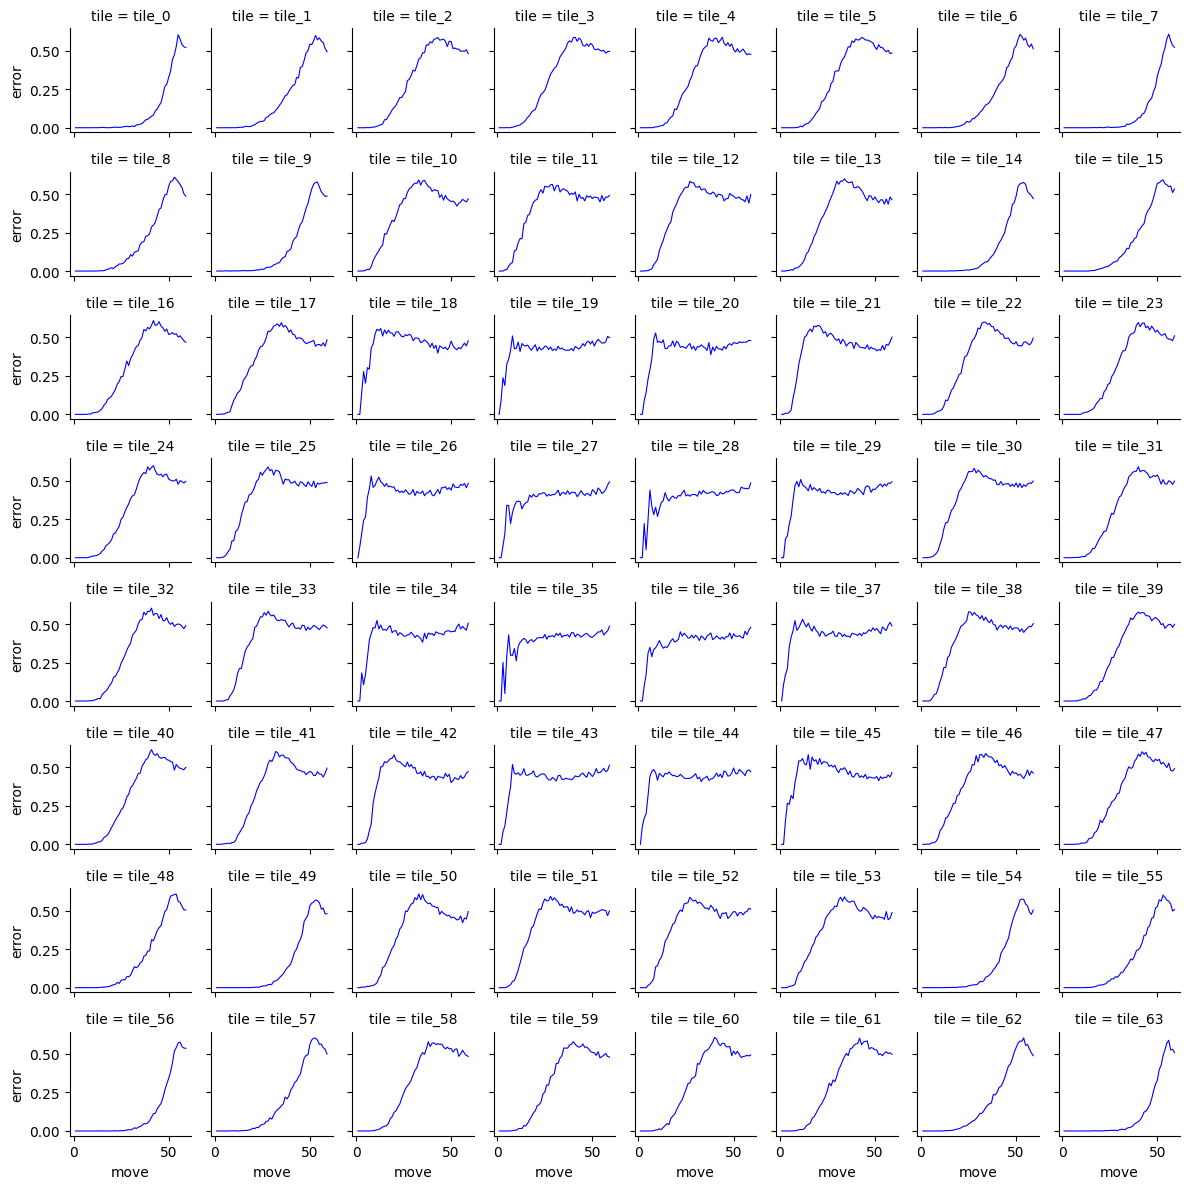 tile = tile_0 tile = tile_1 tile = tile_2 tile = tile_3 tile = tile_4 tile = tile_5 tile = tile_6 tile = tile_7
0.50
error
0.25
0.00
tile = tile_8 tile = tile_9 tile = tile_10 tile = tile_11 tile = tile_12 tile = tile_13 tile = tile_14 tile = tile_15
0.50
error
0.25
0.00
tile = tile_16 tile = tile_17 tile = tile_18 tile = tile_19 tile = tile_20 tile = tile_21 tile = tile_22 tile = tile_23
0.50
error
0.25
0.00
tile = tile_24 tile = tile_25 tile = tile_26 tile = tile_27 tile = tile_28 tile = tile_29 tile = tile_30 tile = tile_31
0.50
error
0.25
0.00
tile = tile_32 tile = tile_33 tile = tile_34 tile = tile_35 tile = tile_36 tile = tile_37 tile = tile_38 tile = tile_39
0.50
error
0.25
0.00
tile = tile_40 tile = tile_41 tile = tile_42 tile = tile_43 tile = tile_44 tile = tile_45 tile = tile_46 tile = tile_47
0.50
error
0.25
0.00
tile = tile_48 tile = tile_49 tile = tile_50 tile = tile_51 tile = tile_52 tile = tile_53 tile = tile_54 tile = tile_55
0.50
error
0.25
0.00
tile = tile_56 tile = tile_57 tile = tile_58 tile = tile_59 tile = tile_60 tile = tile_61 tile = tile_62 tile = tile_63
0.50
error
0.25
0.00
0 50 0 50 0 50 0 50 0 50 0 50 0 50 0 50
move move move move move move move move